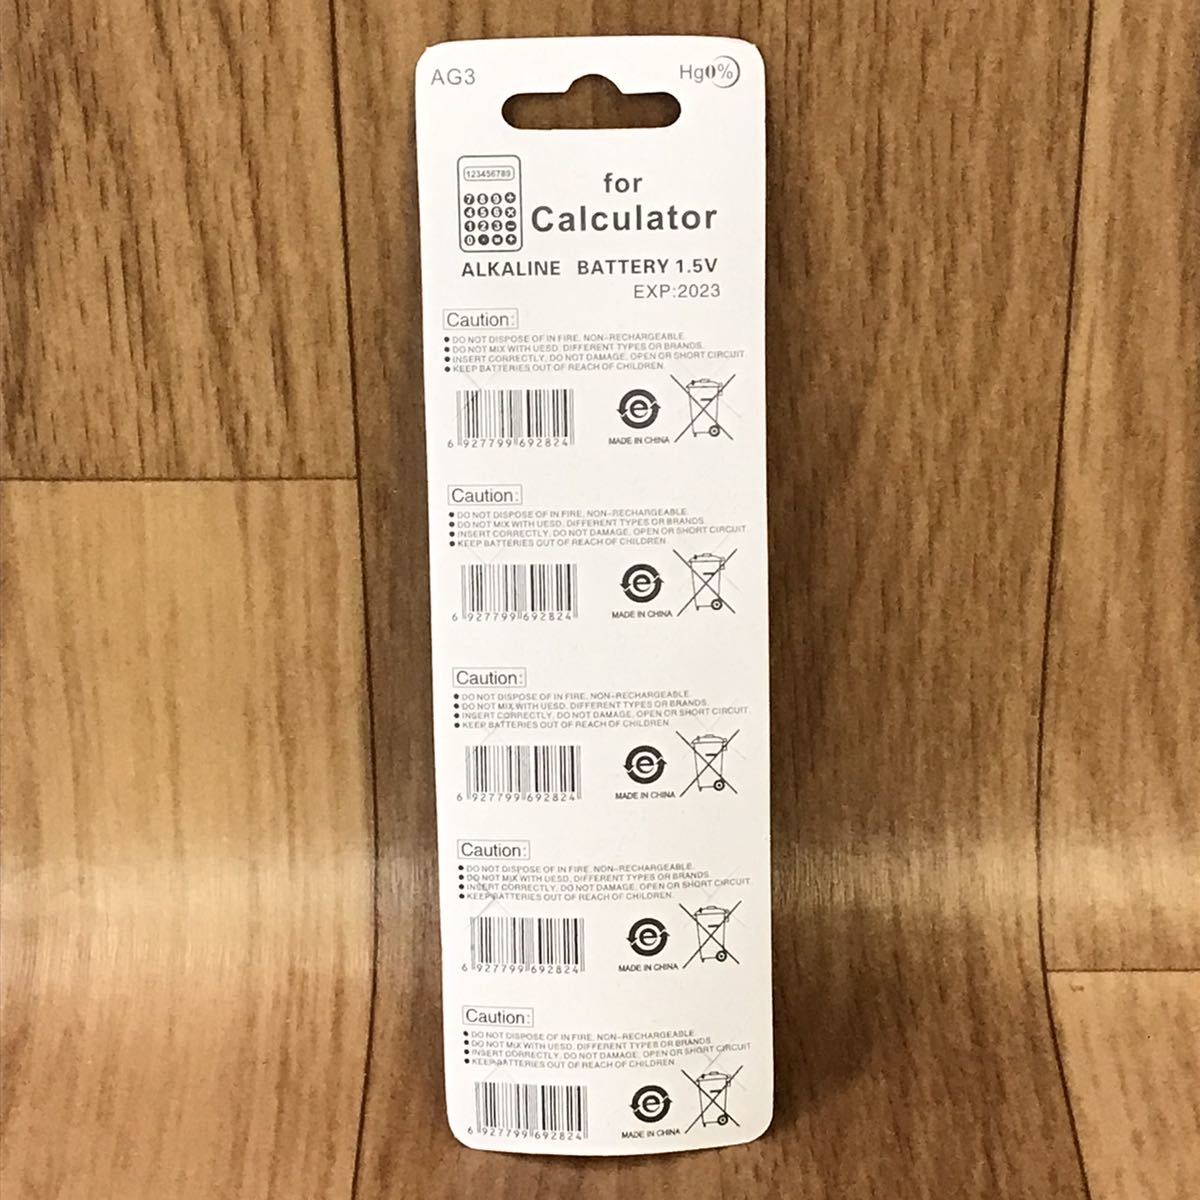 AG3
Hg0%
123456789
7 8 9 ÷
4 5 6 ×
1 2 3 −
0 · = +
for
Calculator
ALKALINE BATTERY 1.5V
EXP:2023
Caution:
● DO NOT DISPOSE OF IN FIRE, NON-RECHARGEABLE.
● DO NOT MIX WITH UESD, DIFFERENT TYPES OR BRANDS.
● INSERT CORRECTLY, DO NOT DAMAGE, OPEN OR SHORT CIRCUIT.
● KEEP BATTERIES OUT OF REACH OF CHILDREN.
6 927799 692824
e
MADE IN CHINA
Caution:
● DO NOT DISPOSE OF IN FIRE, NON-RECHARGEABLE.
● DO NOT MIX WITH UESD, DIFFERENT TYPES OR BRANDS.
● INSERT CORRECTLY, DO NOT DAMAGE, OPEN OR SHORT CIRCUIT.
● KEEP BATTERIES OUT OF REACH OF CHILDREN.
6 927799 692824
e
MADE IN CHINA
Caution:
● DO NOT DISPOSE OF IN FIRE, NON-RECHARGEABLE.
● DO NOT MIX WITH UESD, DIFFERENT TYPES OR BRANDS.
● INSERT CORRECTLY, DO NOT DAMAGE, OPEN OR SHORT CIRCUIT.
● KEEP BATTERIES OUT OF REACH OF CHILDREN.
6 927799 692824
e
MADE IN CHINA
Caution:
● DO NOT DISPOSE OF IN FIRE, NON-RECHARGEABLE.
● DO NOT MIX WITH UESD, DIFFERENT TYPES OR BRANDS.
● INSERT CORRECTLY, DO NOT DAMAGE, OPEN OR SHORT CIRCUIT.
● KEEP BATTERIES OUT OF REACH OF CHILDREN.
6 927799 692824
e
MADE IN CHINA
Caution:
● DO NOT DISPOSE OF IN FIRE, NON-RECHARGEABLE.
● DO NOT MIX WITH UESD, DIFFERENT TYPES OR BRANDS.
● INSERT CORRECTLY, DO NOT DAMAGE, OPEN OR SHORT CIRCUIT.
● KEEP BATTERIES OUT OF REACH OF CHILDREN.
6 927799 692824
e
MADE IN CHINA